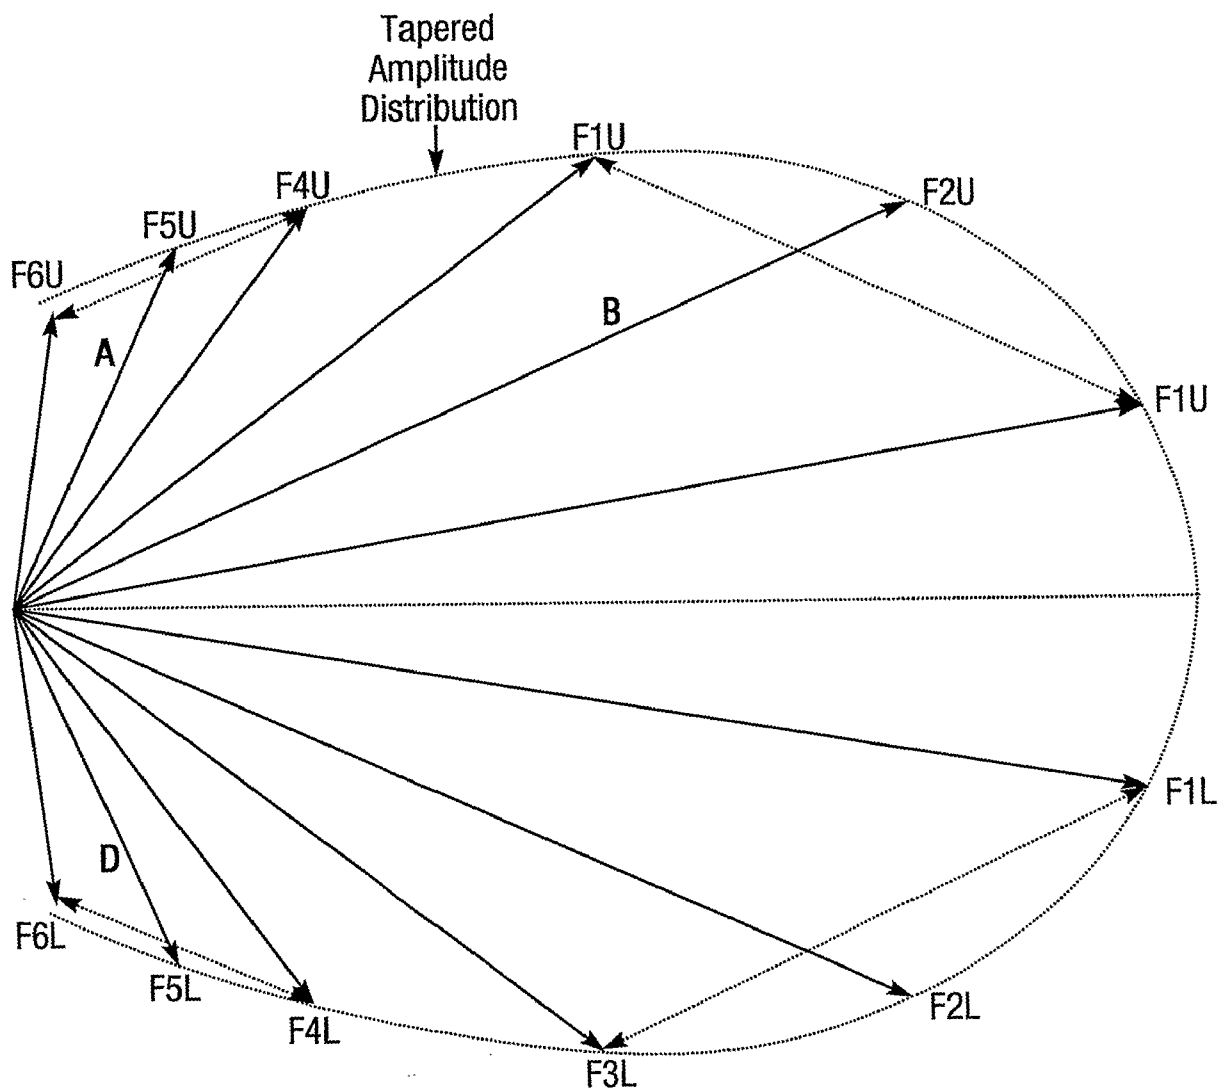 Tapered
Amplitude
Distribution
F1U
F4U
F2U
F5U
F6U
B
A
F1U
F1L
D
F6L
F5L
F2L
F4L
F3L